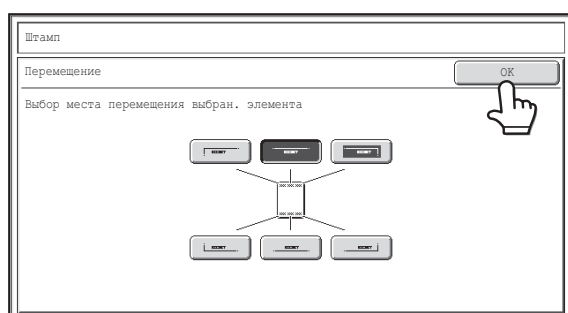 Штамп
Перемещение
OK
Выбор места перемещения выбран. элемента